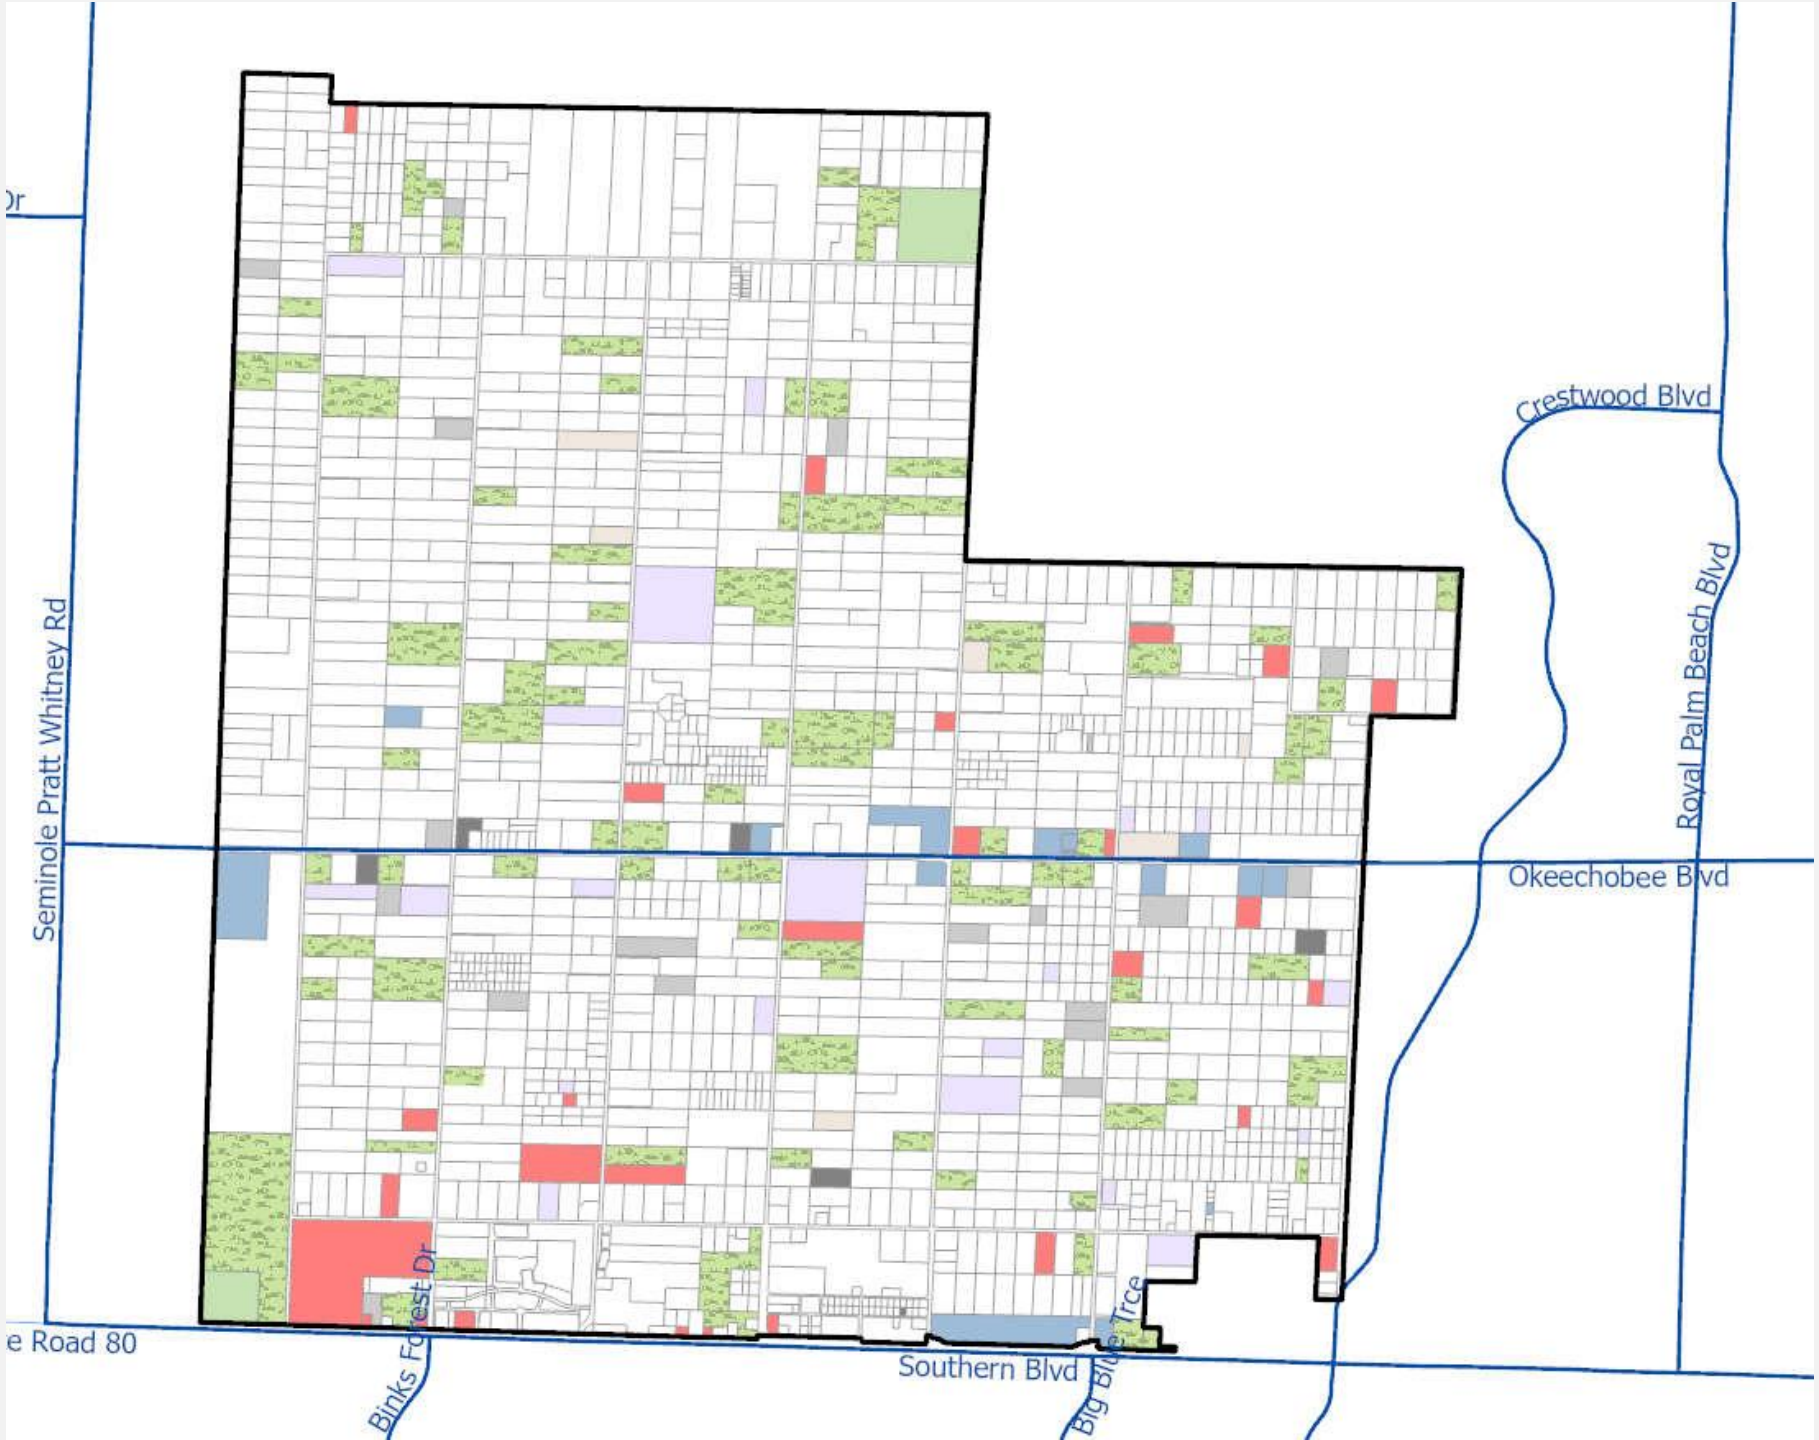 Dr
Crestwood Blvd
Seminole Pratt Whitney Rd
Royal Palm Beach Blvd
Okeechobee Blvd
e Road 80
Binks Forest Dr
Southern Blvd
Big Blue Trce